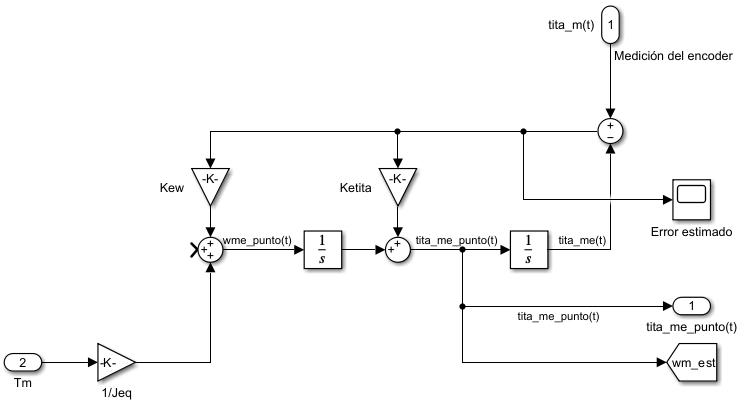 tita_m(t)
1
Medición del encoder
+
−
-K-
-K-
Kew
Ketita
Error estimado
+
+
+
wme_punto(t)
1
s
+
+
tita_me_punto(t)
1
s
tita_me(t)
tita_me_punto(t)
1
tita_me_punto(t)
2
Tm
-K-
1/Jeq
wm_est